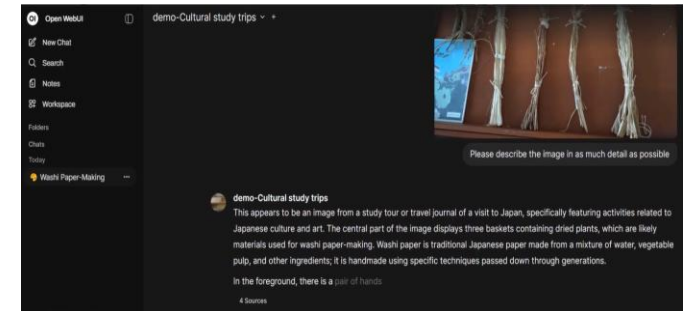 OI Open WebUI
New Chat
Search
Notes
Workspace
Folders
Chats
Today
Washi Paper-Making ...
demo-Cultural study trips
Please describe the image in as much detail as possible
demo-Cultural study trips
This appears to be an image from a study tour or travel journal of a visit to Japan, specifically featuring activities related to
Japanese culture and art. The central part of the image displays three baskets containing dried plants, which are likely
materials used for washi paper-making. Washi paper is traditional Japanese paper made from a mixture of water, vegetable
pulp, and other ingredients; it is handmade using specific techniques passed down through generations.
In the foreground, there is a pair of hands
4 Sources